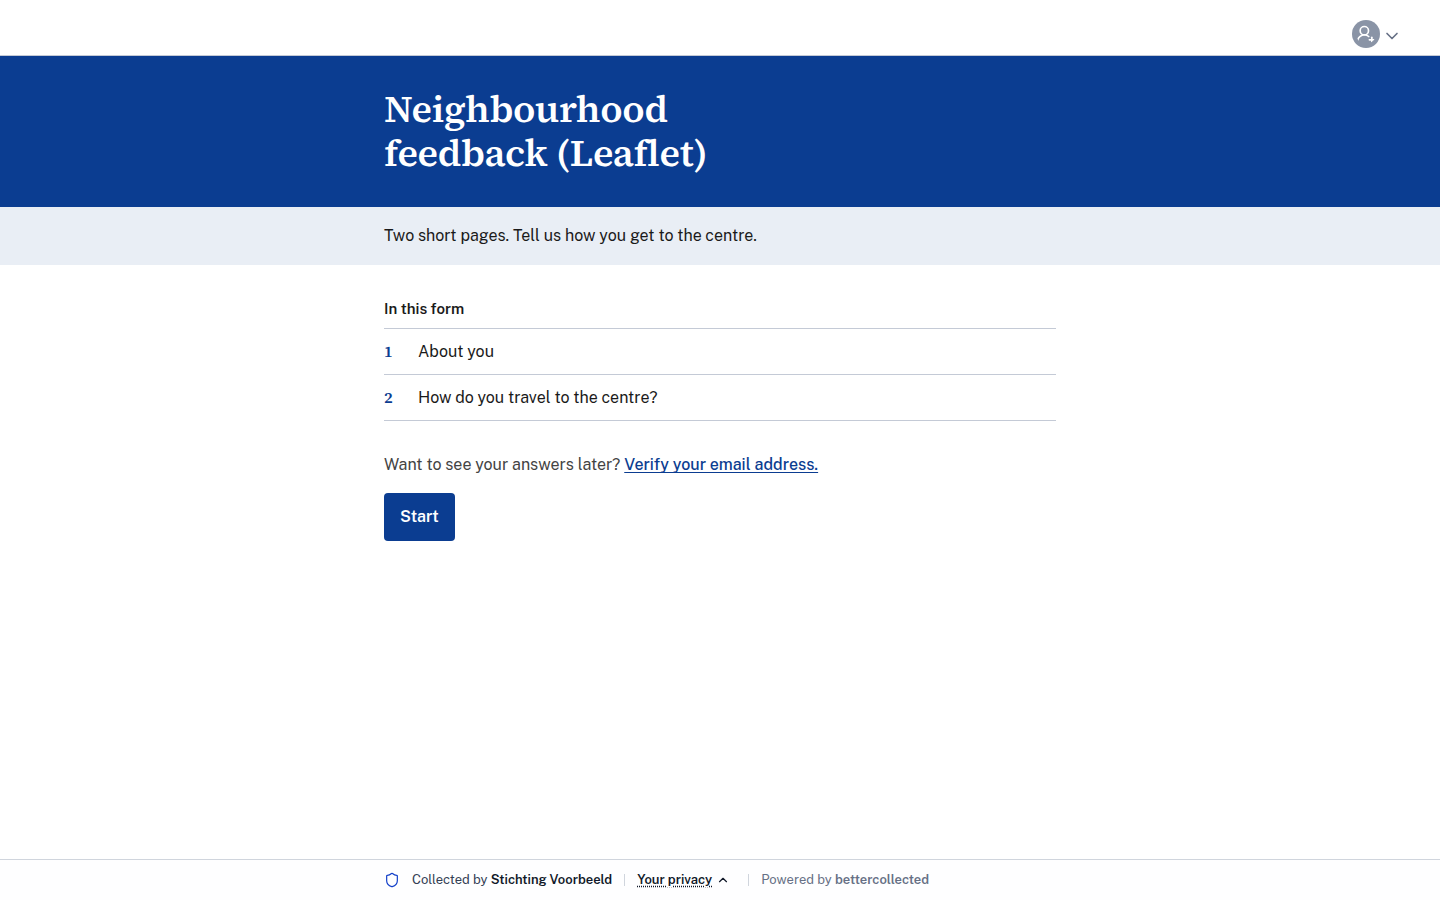 Neighbourhood
feedback (Leaflet)
Two short pages. Tell us how you get to the centre.
In this form
1 About you
2 How do you travel to the centre?
Want to see your answers later? Verify your email address.
Start
Collected by Stichting Voorbeeld Your privacy Powered by bettercollected